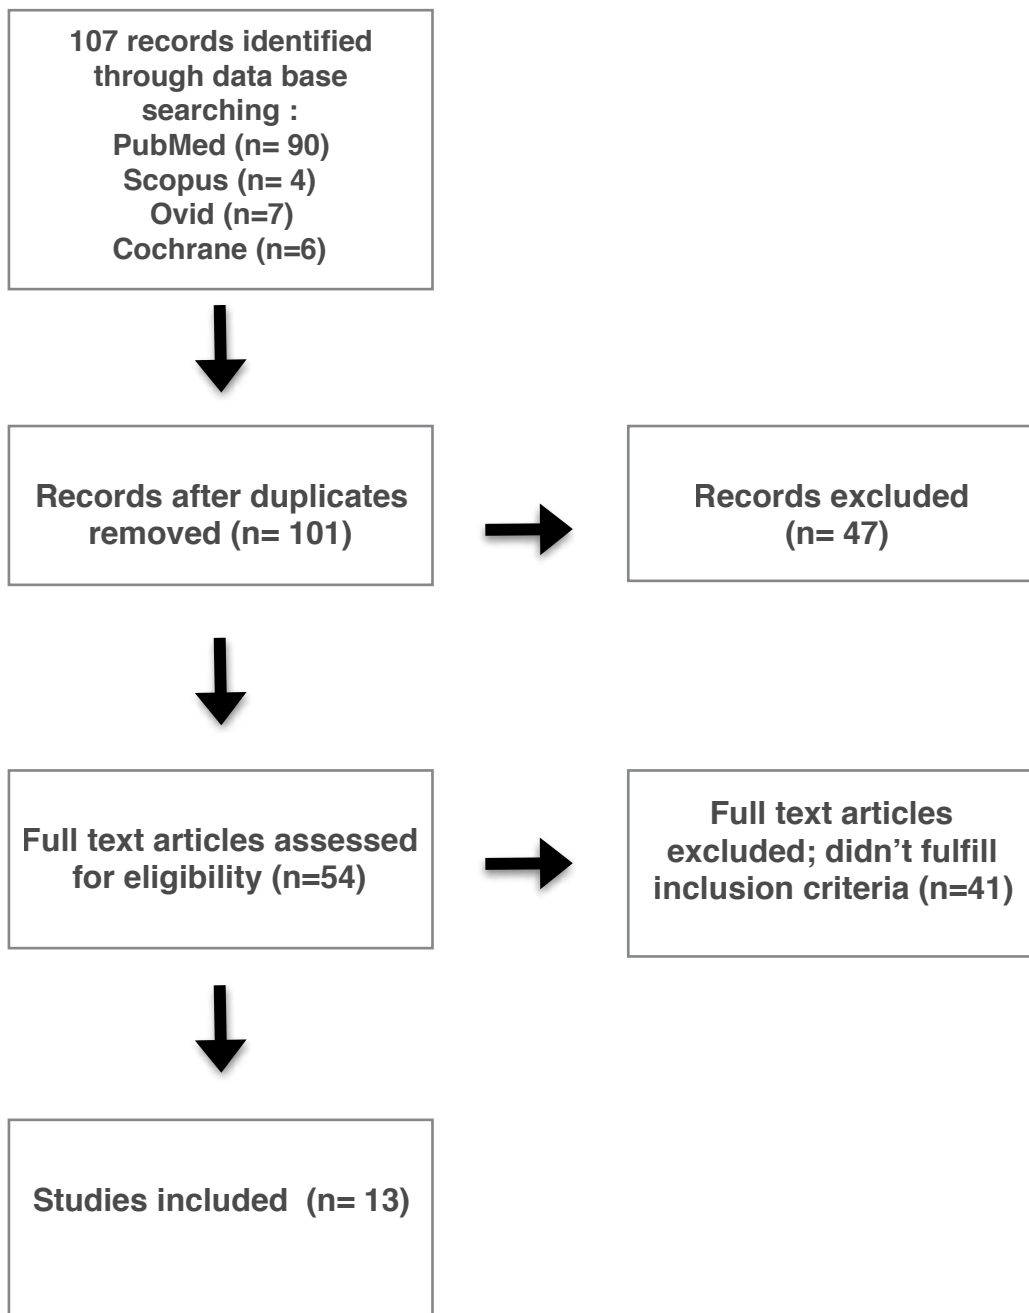 107 records identified
through data base
searching :
PubMed (n= 90)
Scopus (n= 4)
Ovid (n=7)
Cochrane (n=6)
Records after duplicates
removed (n= 101)
Records excluded
(n= 47)
Full text articles assessed
for eligibility (n=54)
Full text articles
excluded; didn’t fulfill
inclusion criteria (n=41)
Studies included  (n= 13)